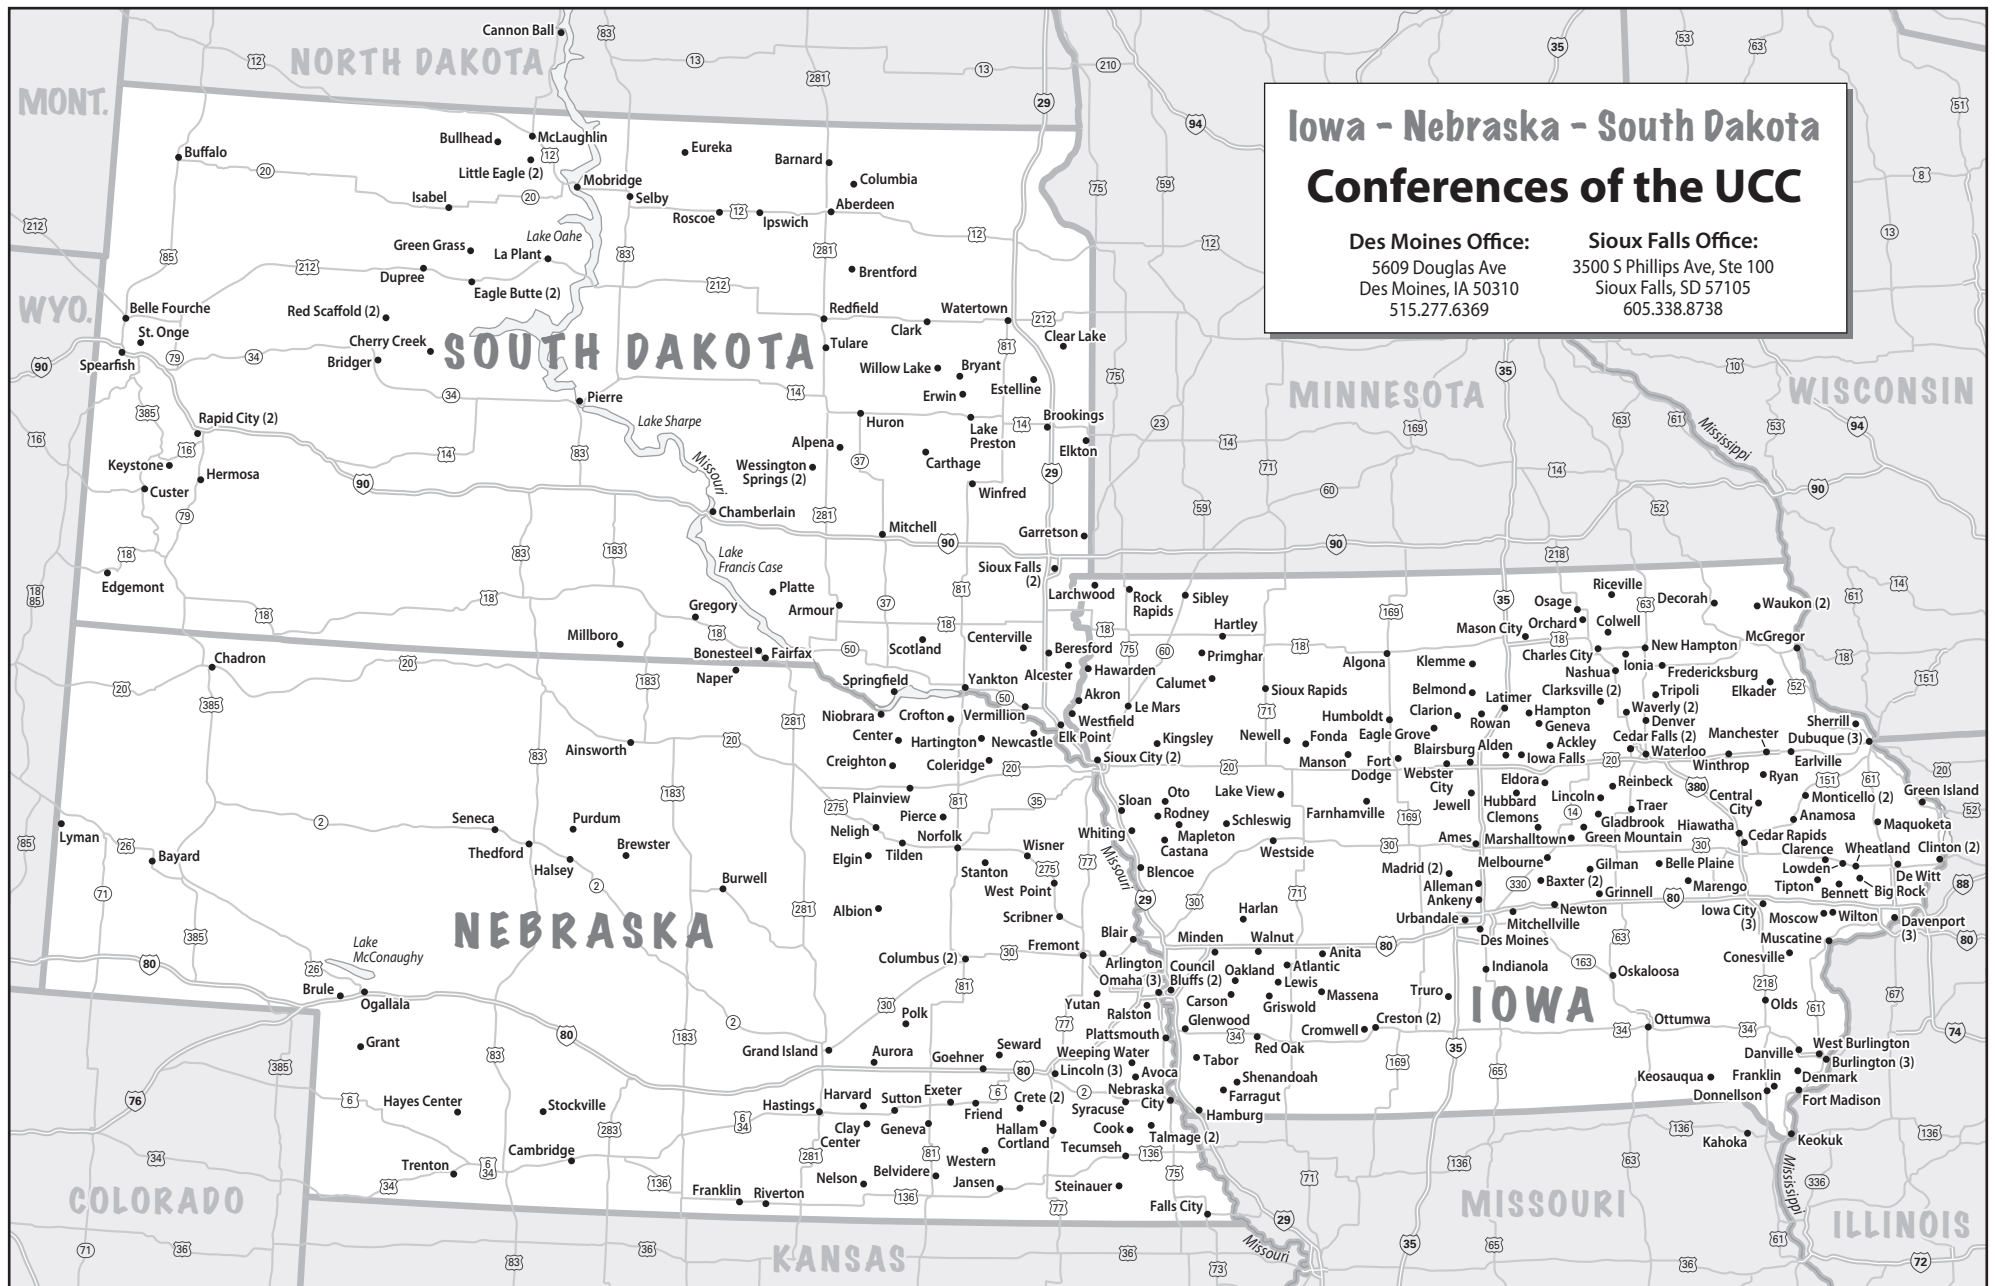 Iowa - Nebraska - South Dakota
Conferences of the UCC
Des Moines Office:
5609 Douglas Ave
Des Moines, IA 50310
515.277.6369
Sioux Falls Office:
3500 S Phillips Ave, Ste 100
Sioux Falls, SD 57105
605.338.8738
NORTH DAKOTA
MONT.
WYO.
SOUTH DAKOTA
MINNESOTA
WISCONSIN
NEBRASKA
IOWA
COLORADO
KANSAS
MISSOURI
ILLINOIS
Cannon Ball
Bullhead
McLaughlin
Little Eagle (2)
Buffalo
Eureka
Barnard
Columbia
Mobridge
Selby
Isabel
Roscoe
Ipswich
Aberdeen
Lake Oahe
Green Grass
La Plant
Dupree
Eagle Butte (2)
Brentford
Belle Fourche
Red Scaffold (2)
St. Onge
Spearfish
Cherry Creek
Bridger
Redfield
Clark
Watertown
Clear Lake
Tulare
Willow Lake
Bryant
Erwin
Estelline
Pierre
Lake Sharpe
Rapid City (2)
Huron
Lake
Preston
Brookings
Elkton
Alpena
Carthage
Wessington
Springs (2)
Keystone
Hermosa
Custer
Missouri
Winfred
Chamberlain
Mitchell
Garretson
Lake
Francis Case
Edgemont
Sioux Falls
(2)
Platte
Armour
Gregory
Millboro
Bonesteel
Fairfax
Scotland
Centerville
Beresford
Alcester
Springfield
Yankton
Vermillion
Elk Point
Mississippi
Larchwood
Rock
Rapids
Sibley
Hartley
Primghar
Calumet
Hawarden
Akron
Le Mars
Westfield
Sioux Rapids
Algona
Klemme
Mason City
Osage
Orchard
Riceville
Colwell
Decorah
Waukon (2)
McGregor
Charles City
New Hampton
Ionia
Fredericksburg
Nashua
Elkader
Belmond
Latimer
Clarksville (2)
Tripoli
Clarion
Rowan
Hampton
Geneva
Waverly (2)
Denver
Sherrill
Humboldt
Eagle Grove
Cedar Falls (2)
Manchester
Dubuque (3)
Kingsley
Newell
Fonda
Manson
Fort
Dodge
Blairsburg
Alden
Ackley
Iowa Falls
Waterloo
Winthrop
Earlville
Sioux City (2)
Webster
City
Eldora
Reinbeck
Ryan
Green Island
Sloan
Oto
Rodney
Lake View
Farnhamville
Jewell
Hubbard
Clemons
Lincoln
Traer
Central
City
Monticello (2)
Whiting
Mapleton
Castana
Schleswig
Westside
Ames
Marshalltown
Gladbrook
Green Mountain
Hiawatha
Anamosa
Maquoketa
Cedar Rapids
Clarence
Wheatland
Clinton (2)
Blencoe
Madrid (2)
Melbourne
Gilman
Belle Plaine
Lowden
De Witt
Alleman
Ankeny
Baxter (2)
Grinnell
Marengo
Tipton
Bennett
Big Rock
Harlan
Urbandale
Mitchellville
Newton
Iowa City
(3)
Moscow
Wilton
Davenport
(3)
Des Moines
Muscatine
Minden
Walnut
Anita
Conesville
Council
Bluffs (2)
Oakland
Atlantic
Lewis
Indianola
Oskaloosa
Carson
Griswold
Massena
Truro
Olds
Glenwood
Cromwell
Creston (2)
Ottumwa
Red Oak
Danville
West Burlington
Burlington (3)
Tabor
Shenandoah
Farragut
Keosauqua
Franklin
Denmark
Donnellson
Fort Madison
Hamburg
Kahoka
Keokuk
Mississippi
Chadron
Naper
Niobrara
Crofton
Center
Hartington
Newcastle
Ainsworth
Creighton
Coleridge
Plainview
Pierce
Lyman
Seneca
Purdum
Neligh
Norfolk
Wisner
Bayard
Thedford
Halsey
Brewster
Elgin
Tilden
Stanton
West Point
Missouri
Burwell
Albion
Scribner
Lake
McConaughy
Blair
Fremont
Columbus (2)
Arlington
Omaha (3)
Brule
Ogallala
Yutan
Ralston
Polk
Plattsmouth
Grant
Grand Island
Aurora
Goehner
Seward
Weeping Water
Lincoln (3)
Avoca
Hayes Center
Stockville
Hastings
Harvard
Sutton
Exeter
Friend
Crete (2)
Nebraska
City
Syracuse
Clay
Center
Geneva
Hallam
Cortland
Cook
Tecumseh
Talmage (2)
Cambridge
Trenton
Nelson
Belvidere
Western
Jansen
Steinauer
Franklin
Riverton
Falls City
Missouri